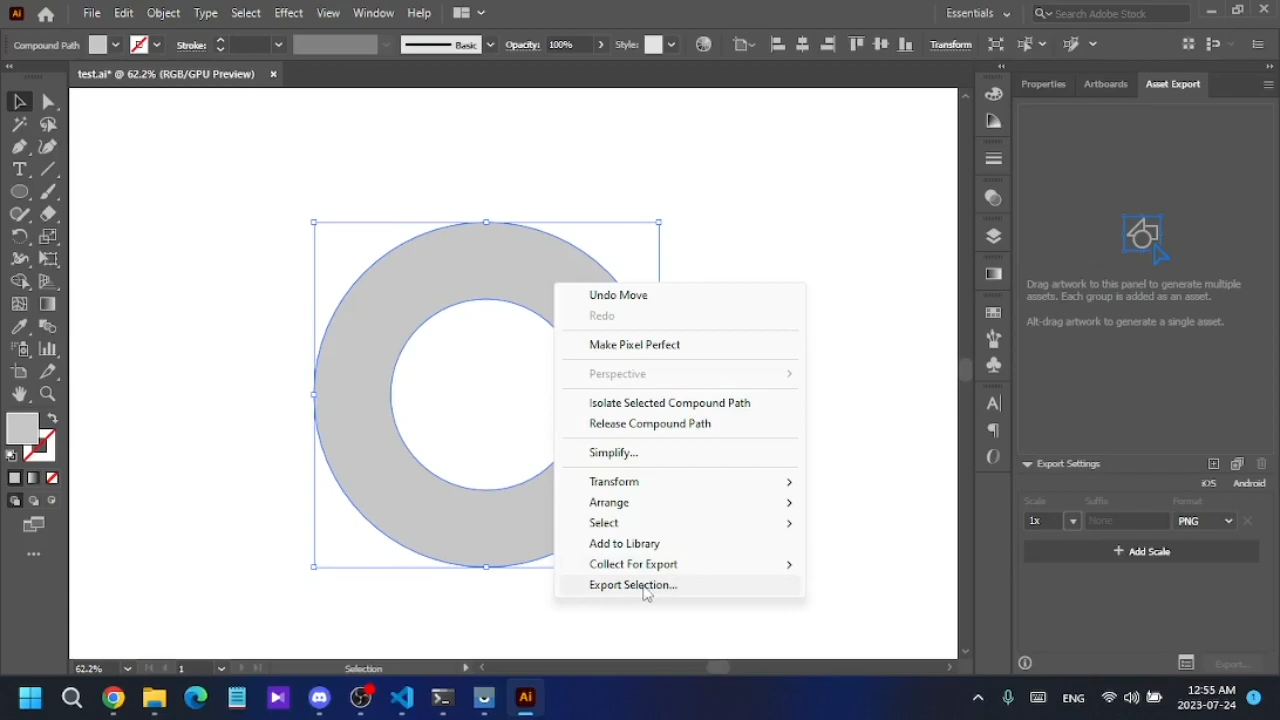 Ai File Edit Object Type Select Effect View Window Help Essentials Search Adobe Stock
Compound Path Stroke: Basic Opacity: 100% Style: Transform
test.ai* @ 62.2% (RGB/GPU Preview) ×
Properties Artboards Asset Export
Undo Move
Redo
Make Pixel Perfect
Perspective
Isolate Selected Compound Path
Release Compound Path
Simplify...
Transform
Arrange
Select
Add to Library
Collect For Export
Export Selection...
Drag artwork to this panel to generate multiple
assets. Each group is added as an asset.
Alt-drag artwork to generate a single asset.
Export Settings
iOS Android
Scale Suffix Format
1x None PNG
+ Add Scale
Export...
62.2% 1 Selection
Ai ENG 12:55 AM
2023-07-24 1